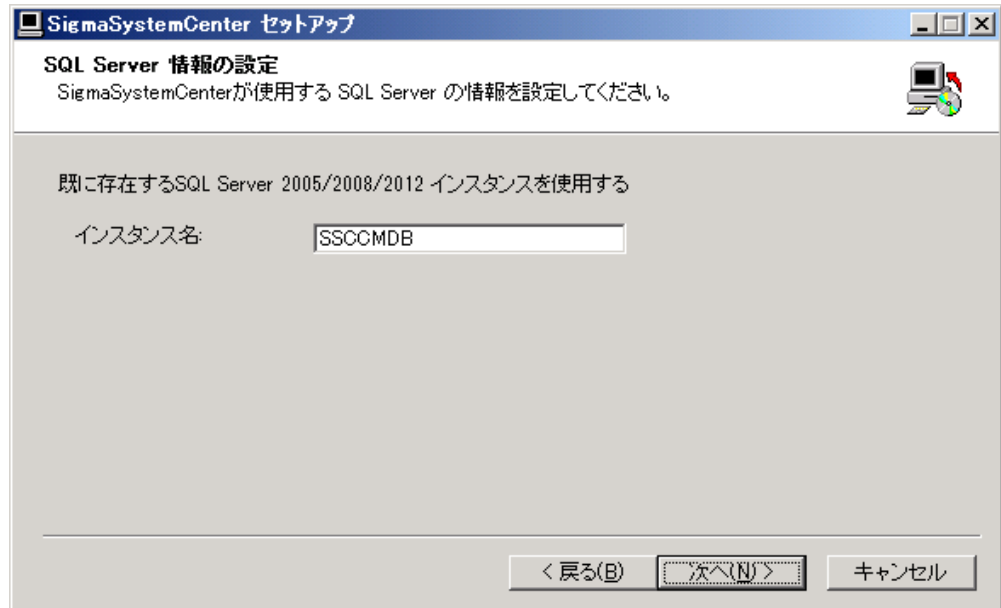 SigmaSystemCenter セットアップ
SQL Server 情報の設定
SigmaSystemCenterが使用する SQL Server の情報を設定してください。
既に存在するSQL Server 2005/2008/2012 インスタンスを使用する
インスタンス名: SSCCMDB
< 戻る(B) 次へ(N) > キャンセル